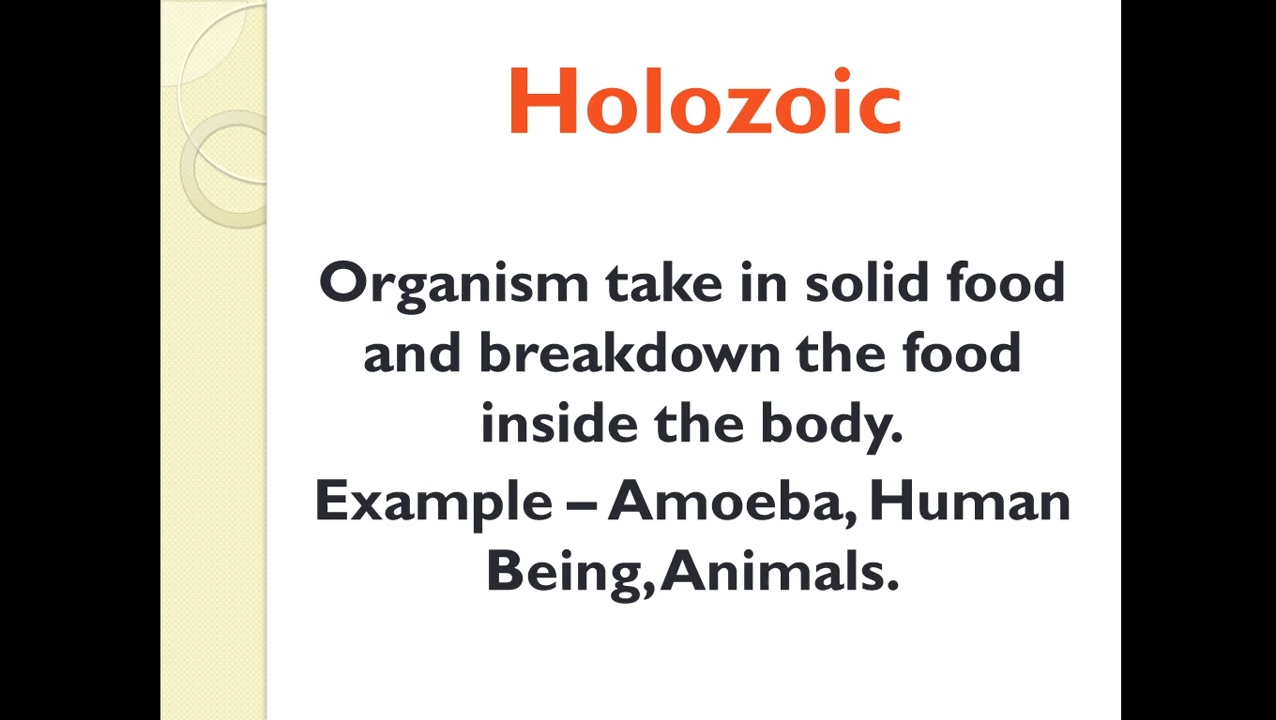 Holozoic
Organism take in solid food
and breakdown the food
inside the body.
Example – Amoeba, Human
Being, Animals.